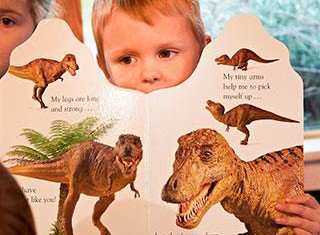 My legs are long
and strong...
have
like you!
My tiny arms
help me to pick
myself up...